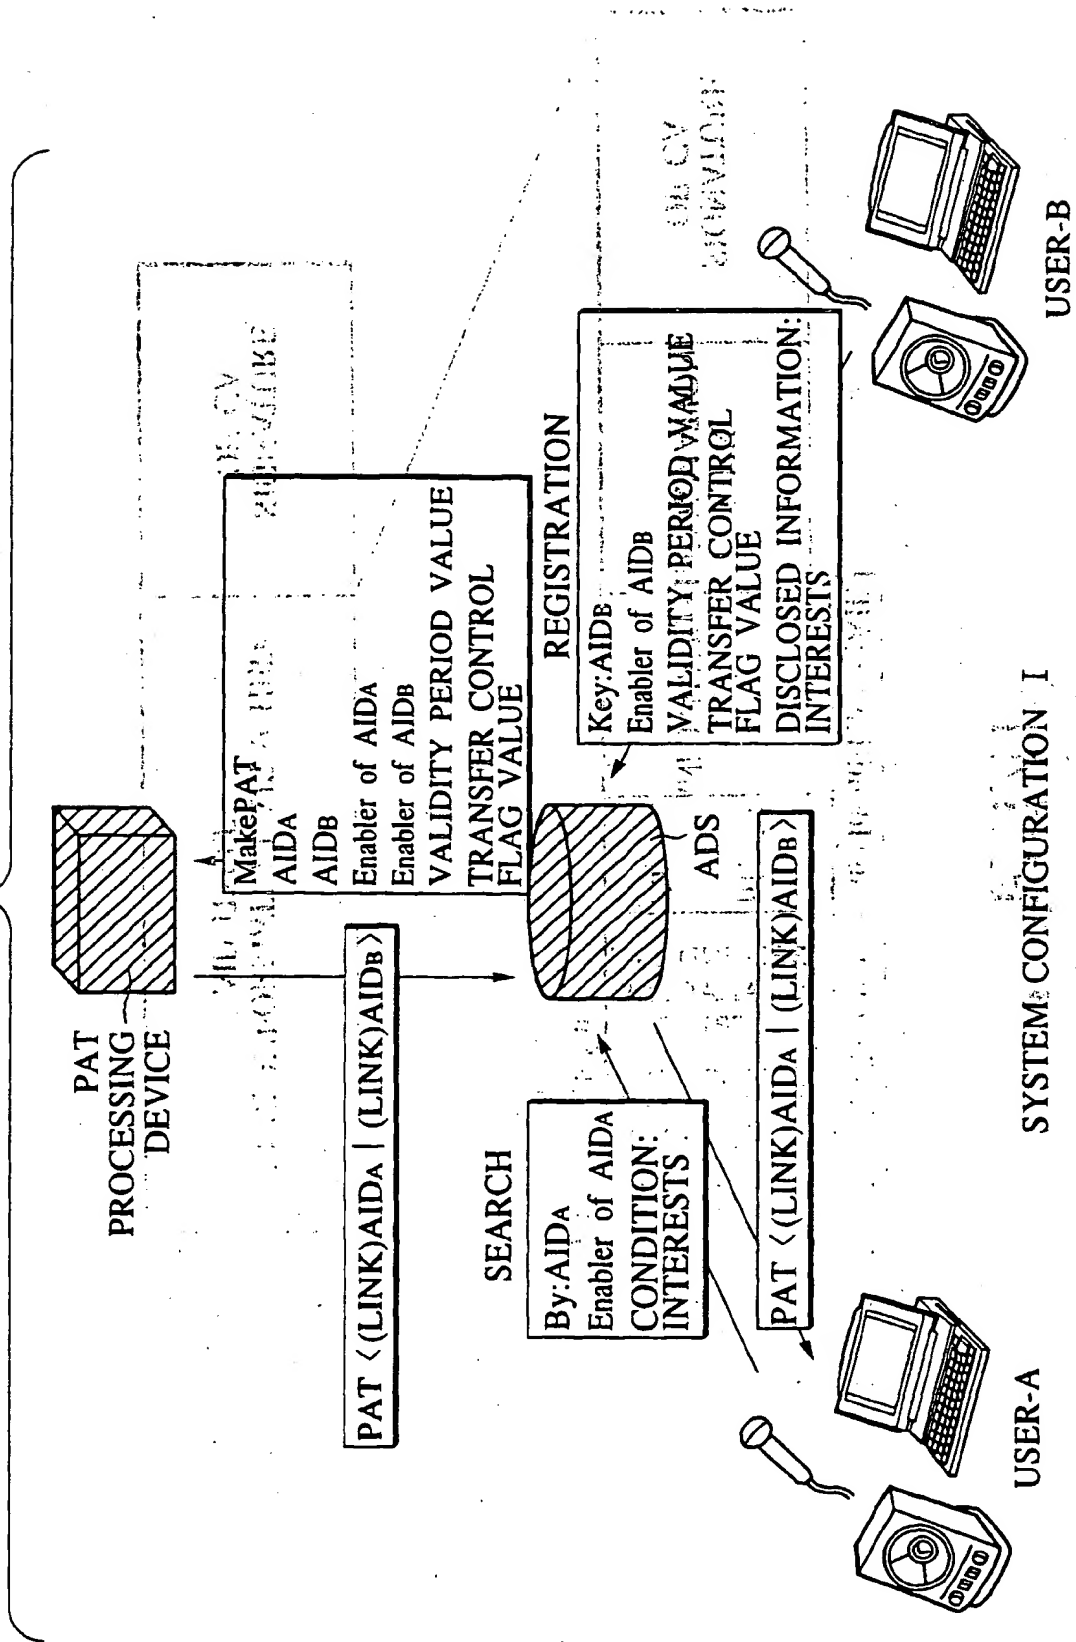 PAT
PROCESSING
DEVICE
MakePAT
AIDA
AIDB
Enabler of AIDA
Enabler of AIDB
VALIDITY PERIOD VALUE
TRANSFER CONTROL
FLAG VALUE
PAT <(LINK)AIDA | (LINK)AIDB>
SEARCH
By:AIDA
Enabler of AIDA
CONDITION:
INTERESTS
ADS
REGISTRATION
Key:AIDB
Enabler of AIDB
VALIDITY PERIOD VALUE
TRANSFER CONTROL
FLAG VALUE
DISCLOSED INFORMATION:
INTERESTS
PAT <(LINK)AIDA | (LINK)AIDB>
USER-A
USER-B
SYSTEM CONFIGURATION I